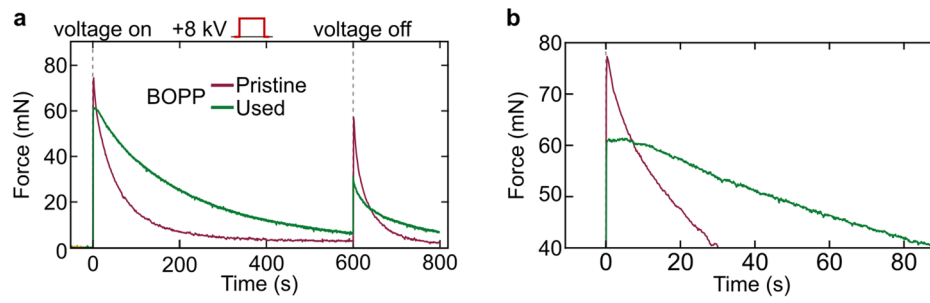 a
voltage on +8 kV voltage off
80
60
40
20
0
Force (mN)
BOPP
Pristine
Used
0 200 400 600 800
Time (s)
b
80
70
60
50
40
Force (mN)
0 20 40 60 80
Time (s)